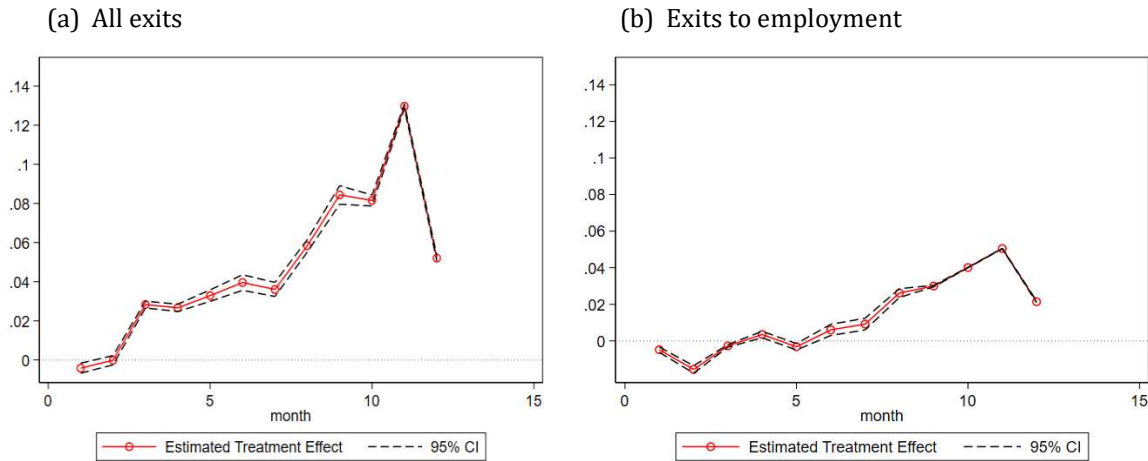 (a) All exits
.14
.12
.1
.08
.06
.04
.02
0
0 5 10 15
month
Estimated Treatment Effect 95% CI
(b) Exits to employment
.14
.12
.1
.08
.06
.04
.02
0
0 5 10 15
month
Estimated Treatment Effect 95% CI